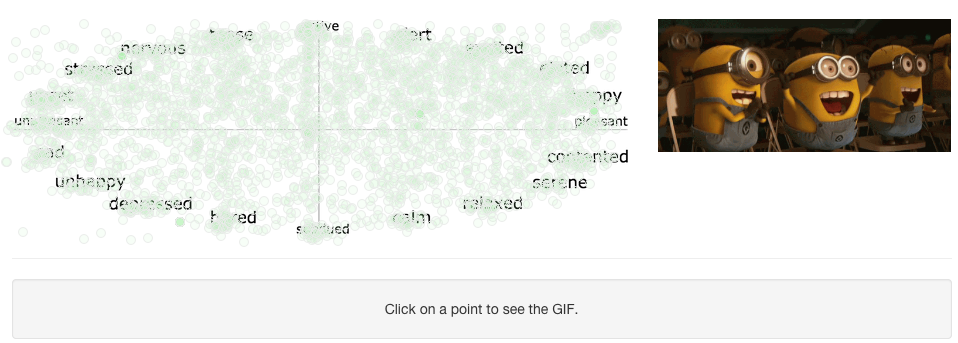 active
tense
alert
nervous
excited
stressed
elated
upset
happy
unpleasant
pleasant
sad
contented
unhappy
serene
depressed
relaxed
bored
calm
subdued
Click on a point to see the GIF.